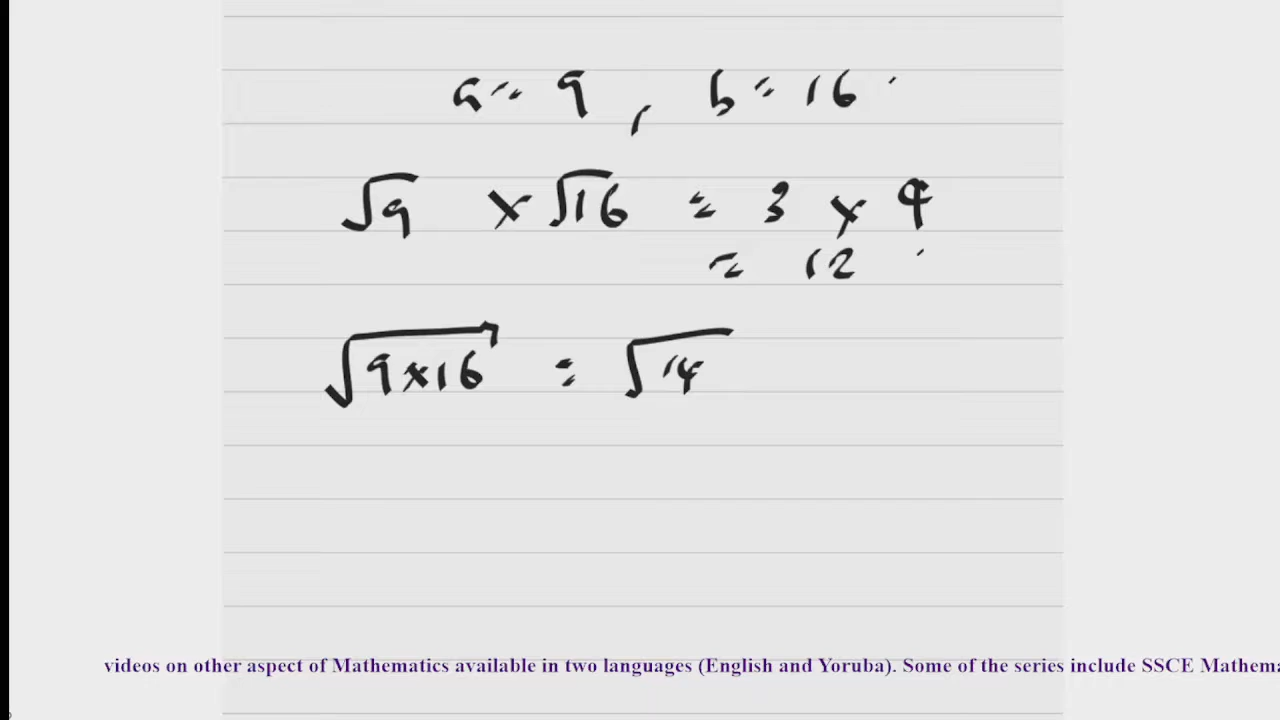 a = 9 , b = 16
√9 × √16 = 3 × 4
= 12
√9×16 = √14
videos on other aspect of Mathematics available in two languages (English and Yoruba). Some of the series include SSCE Mathema